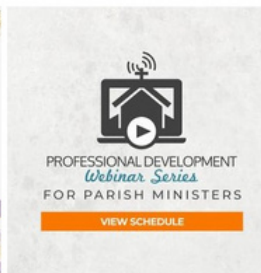 PROFESSIONAL DEVELOPMENT
Webinar Series
FOR PARISH MINISTERS
VIEW SCHEDULE